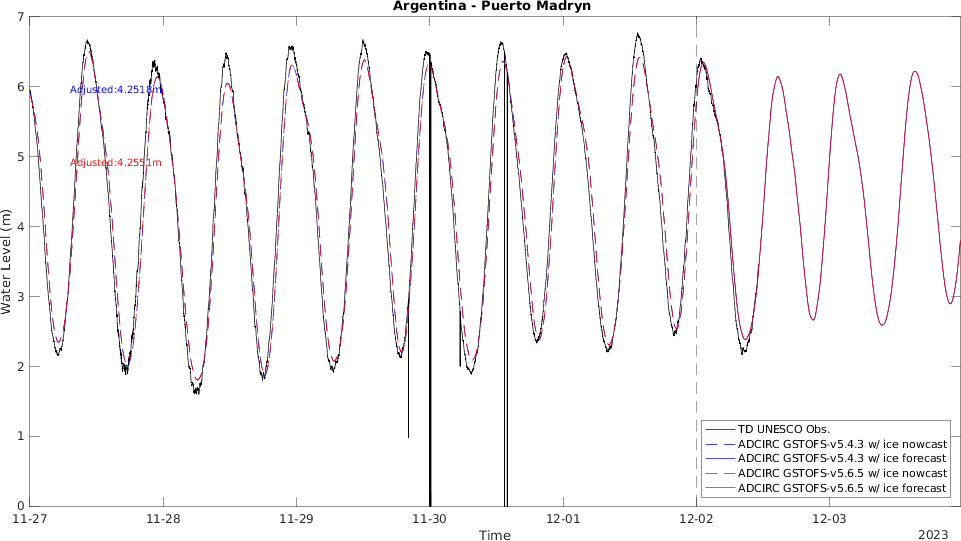 Argentina - Puerto Madryn
7
6
5
4
3
2
1
0
Water Level (m)
Adjusted:4.2518m
Adjusted:4.2551m
TD UNESCO Obs.
ADCIRC GSTOFS-v5.4.3 w/ ice nowcast
ADCIRC GSTOFS-v5.4.3 w/ ice forecast
ADCIRC GSTOFS-v5.6.5 w/ ice nowcast
ADCIRC GSTOFS-v5.6.5 w/ ice forecast
11-27 11-28 11-29 11-30 12-01 12-02 12-03
Time
2023